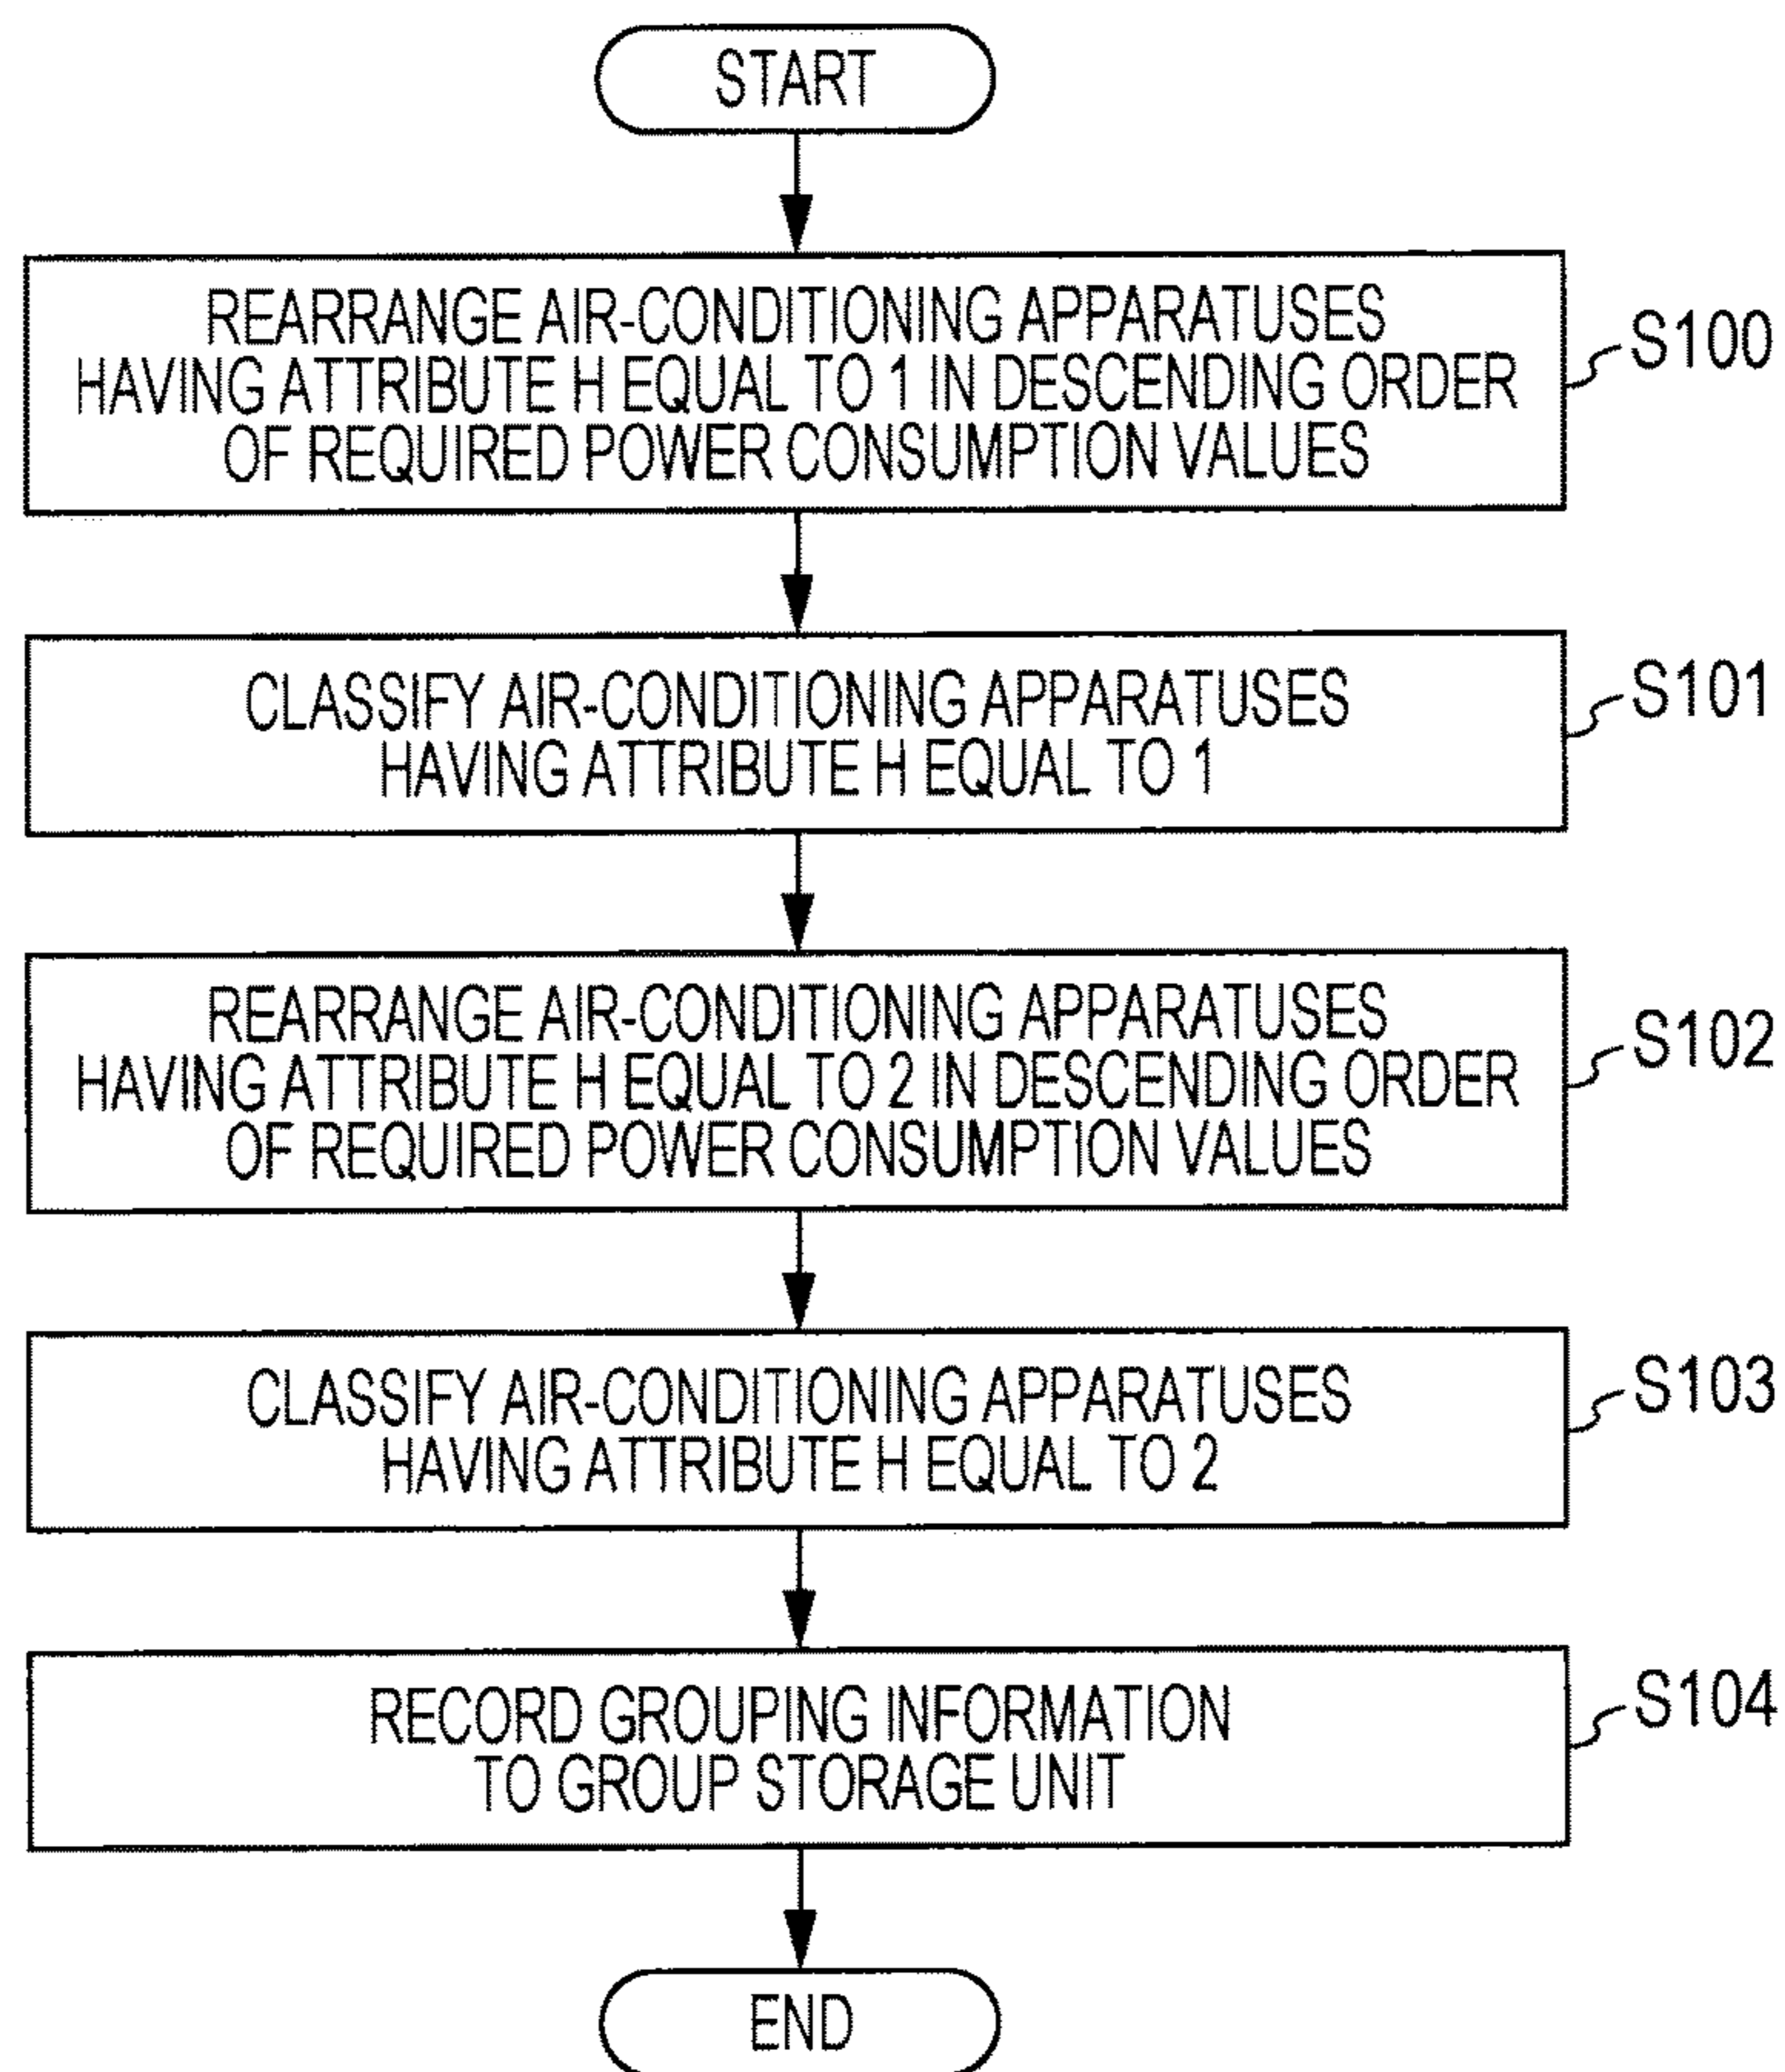 START
REARRANGE AIR-CONDITIONING APPARATUSES
HAVING ATTRIBUTE H EQUAL TO 1 IN DESCENDING ORDER
OF REQUIRED POWER CONSUMPTION VALUES
S100
CLASSIFY AIR-CONDITIONING APPARATUSES
HAVING ATTRIBUTE H EQUAL TO 1
S101
REARRANGE AIR-CONDITIONING APPARATUSES
HAVING ATTRIBUTE H EQUAL TO 2 IN DESCENDING ORDER
OF REQUIRED POWER CONSUMPTION VALUES
S102
CLASSIFY AIR-CONDITIONING APPARATUSES
HAVING ATTRIBUTE H EQUAL TO 2
S103
RECORD GROUPING INFORMATION
TO GROUP STORAGE UNIT
S104
END